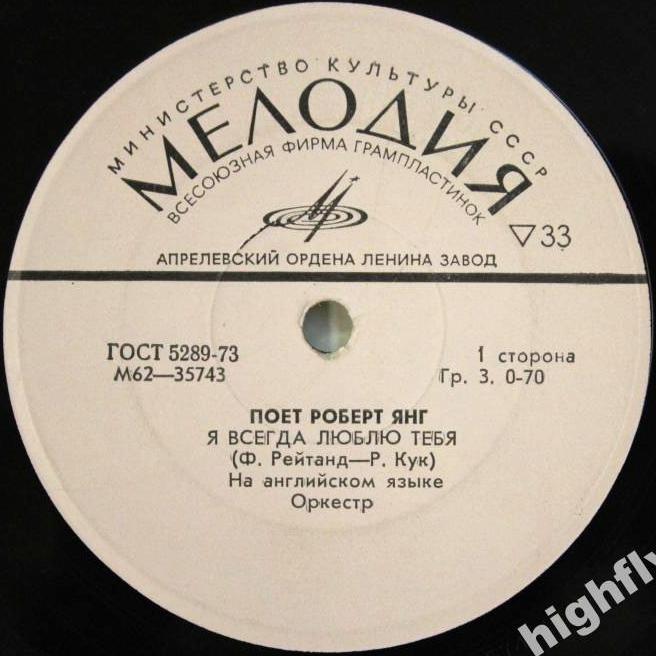 МИНИСТЕРСТВО КУЛЬТУРЫ СССР
МЕЛОДИЯ
ВСЕСОЮЗНАЯ ФИРМА ГРАМПЛАСТИНОК
▽33
АПРЕЛЕВСКИЙ ОРДЕНА ЛЕНИНА ЗАВОД
ГОСТ 5289-73
М62—35743
1 сторона
Гр. 3. 0-70
ПОЕТ РОБЕРТ ЯНГ
Я ВСЕГДА ЛЮБЛЮ ТЕБЯ
(Ф. Рейтанд—Р. Кук)
На английском языке
Оркестр
highfly